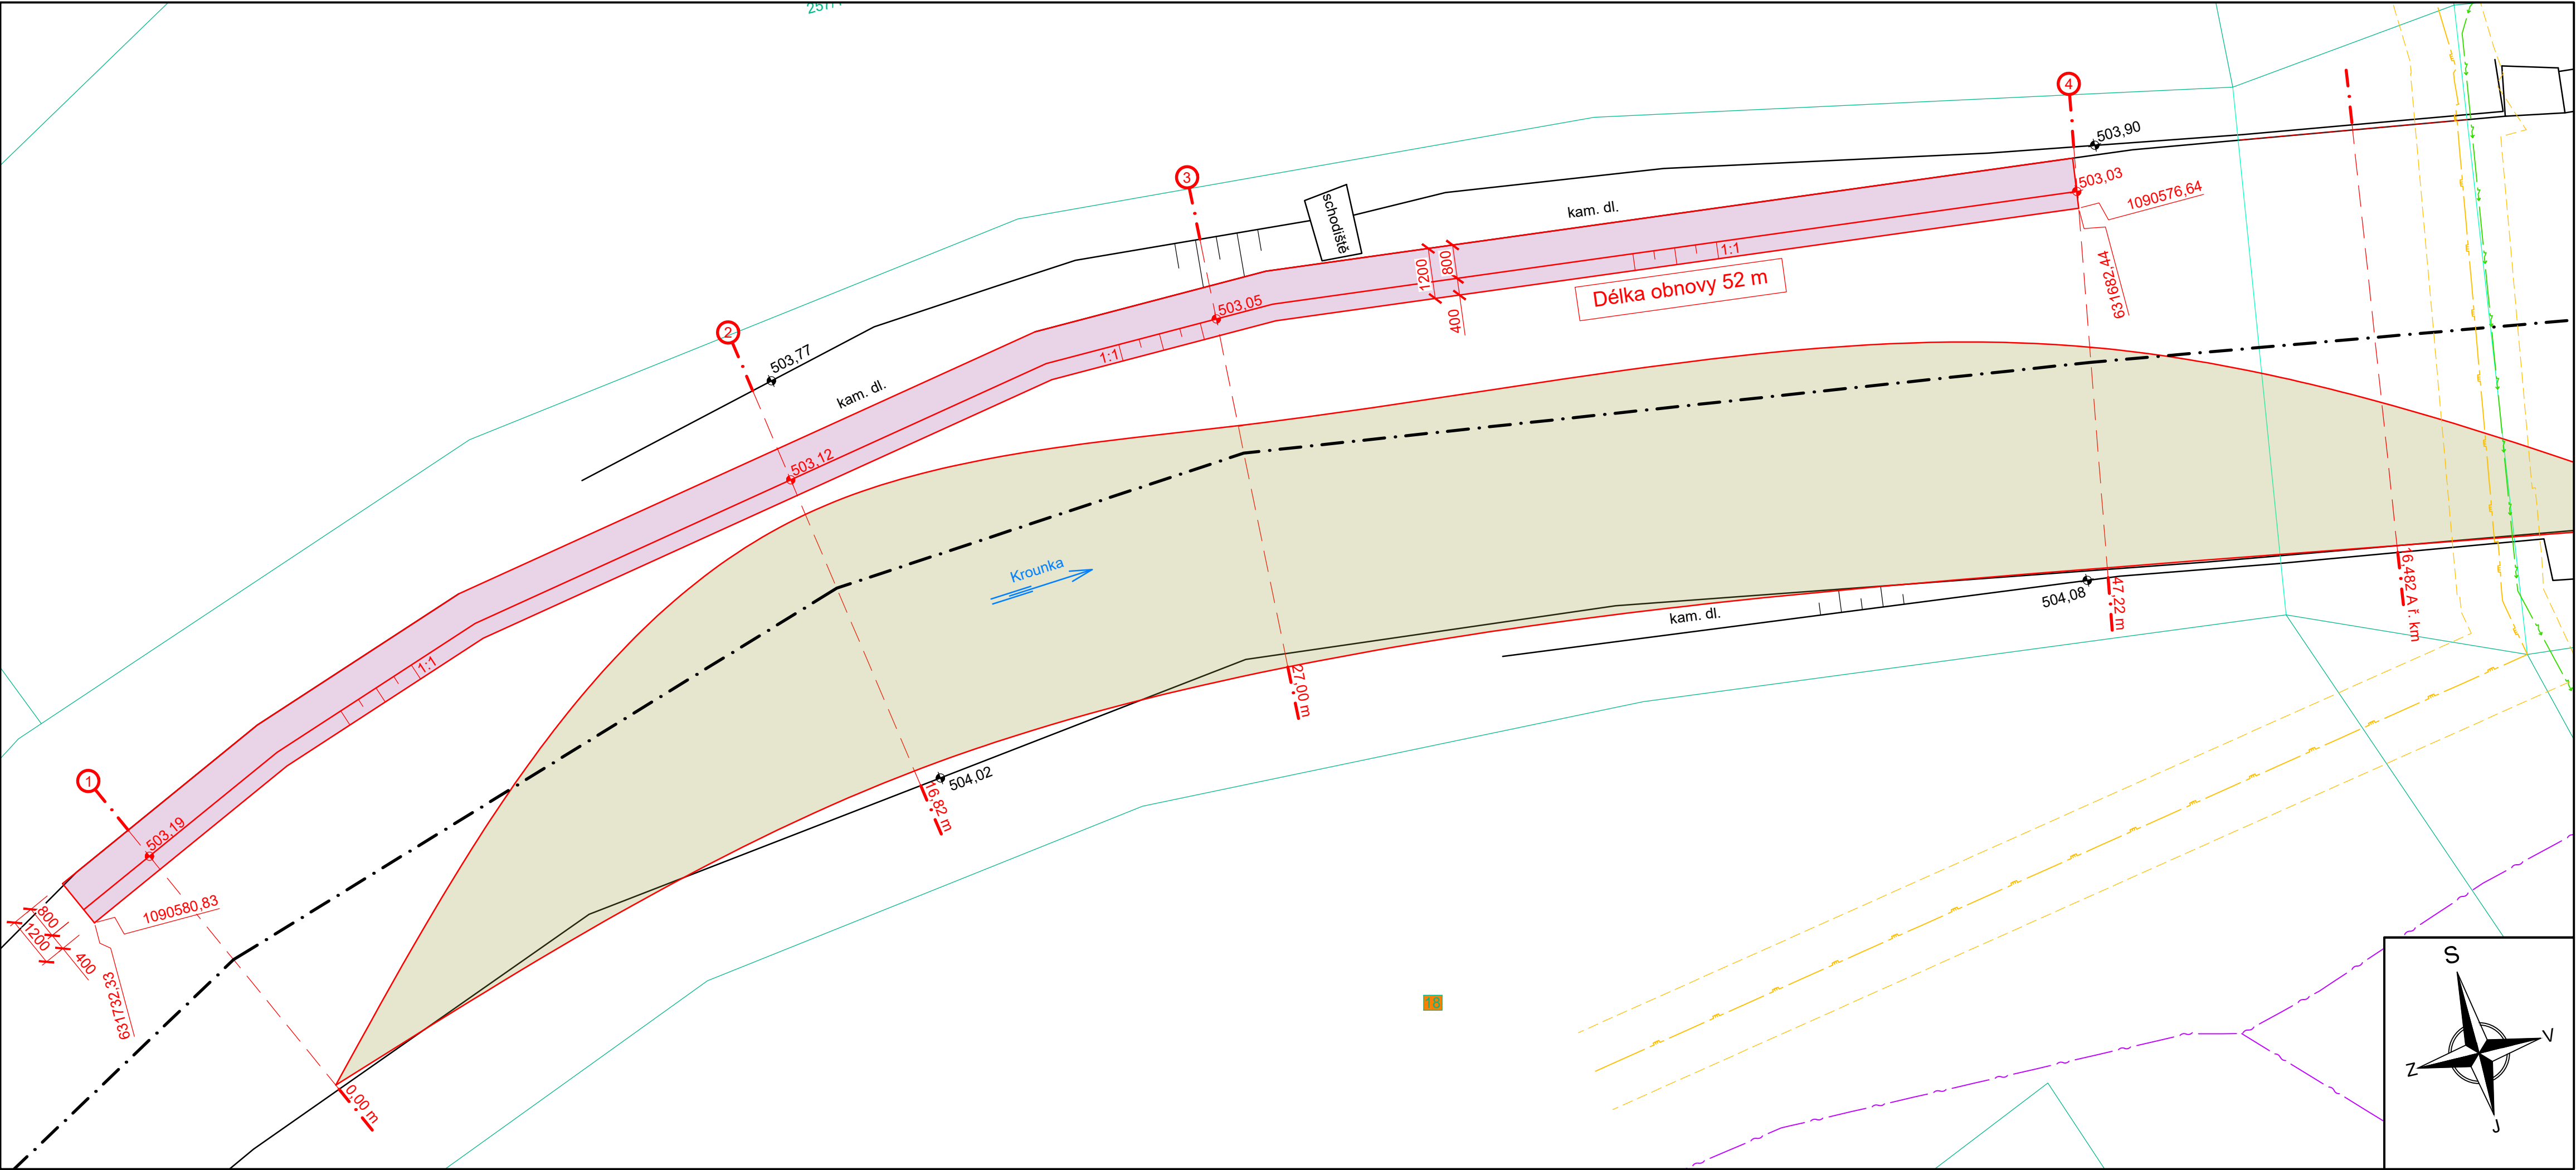 4
503,90
503,03
1090576,64
631682,44
3
schodiště
kam. dl.
1200
800
400
1:1
Délka obnovy 52 m
503,05
1:1
2
503,77
kam. dl.
503,12
Krounka
1:1
1
503,19
1090580,83
631732,33
800
1200
400
0,00 m
16,82 m
504,02
27,00 m
kam. dl.
504,08
47,22 m
16,482 A ř. km
18
S
V
Z
J